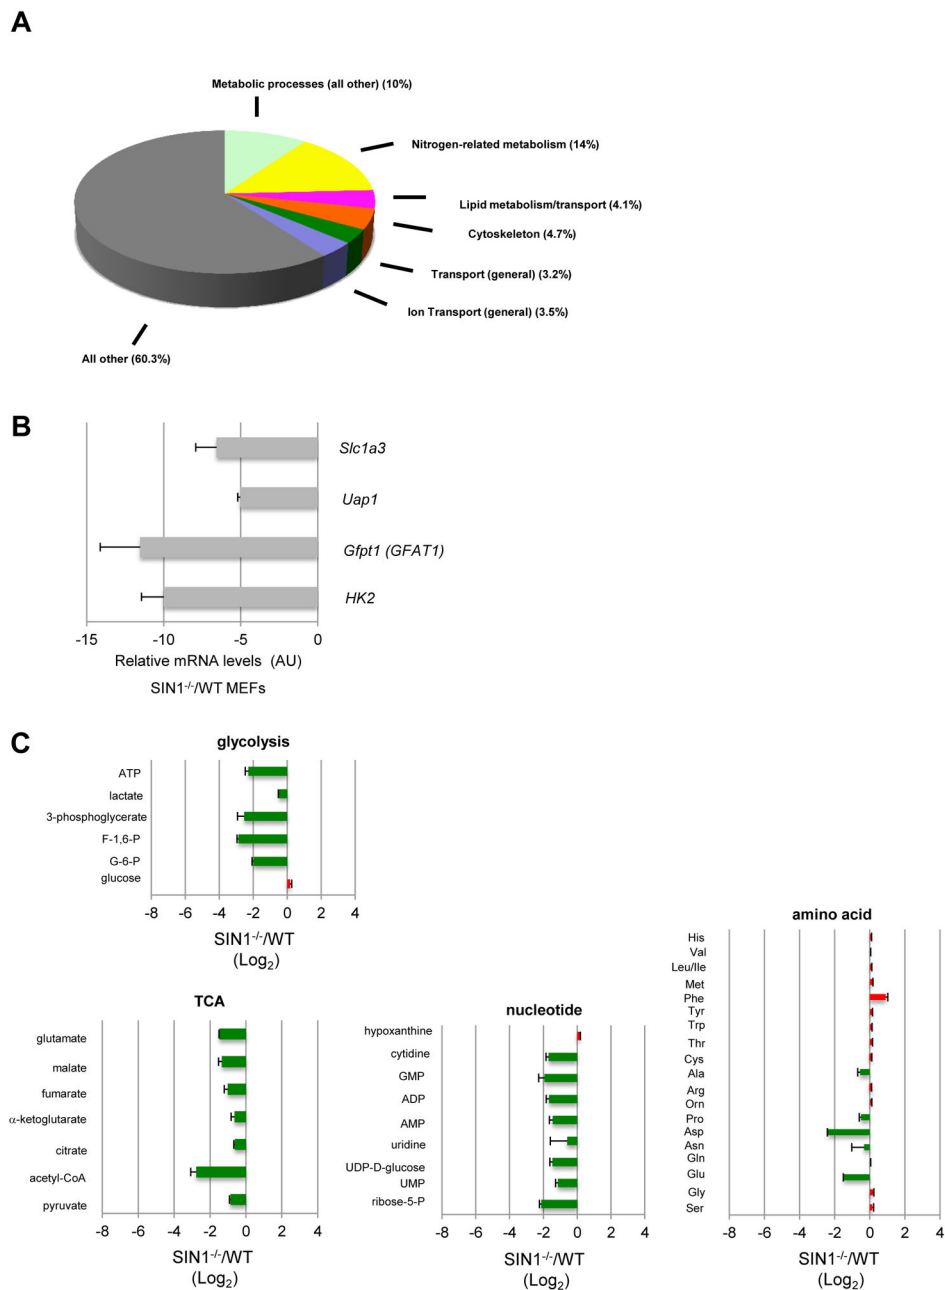 A
Metabolic processes (all other) (10%)
Nitrogen-related metabolism (14%)
Lipid metabolism/transport (4.1%)
Cytoskeleton (4.7%)
Transport (general) (3.2%)
Ion Transport (general) (3.5%)
All other (60.3%)
B
Slc1a3
Uap1
Gfpt1 (GFAT1)
HK2
-15 -10 -5 0
Relative mRNA levels (AU)
SIN1-/-/WT MEFs
C
glycolysis
ATP
lactate
3-phosphoglycerate
F-1,6-P
G-6-P
glucose
-8 -6 -4 -2 0 2 4
SIN1-/-/WT
(Log2)
TCA
glutamate
malate
fumarate
α-ketoglutarate
citrate
acetyl-CoA
pyruvate
-8 -6 -4 -2 0 2 4
SIN1-/-/WT
(Log2)
nucleotide
hypoxanthine
cytidine
GMP
ADP
AMP
uridine
UDP-D-glucose
UMP
ribose-5-P
-8 -6 -4 -2 0 2 4
SIN1-/-/WT
(Log2)
amino acid
His
Val
Leu/Ile
Met
Phe
Tyr
Trp
Thr
Cys
Ala
Arg
Orn
Pro
Asp
Asn
Gln
Glu
Gly
Ser
-8 -6 -4 -2 0 2 4
SIN1-/-/WT
(Log2)